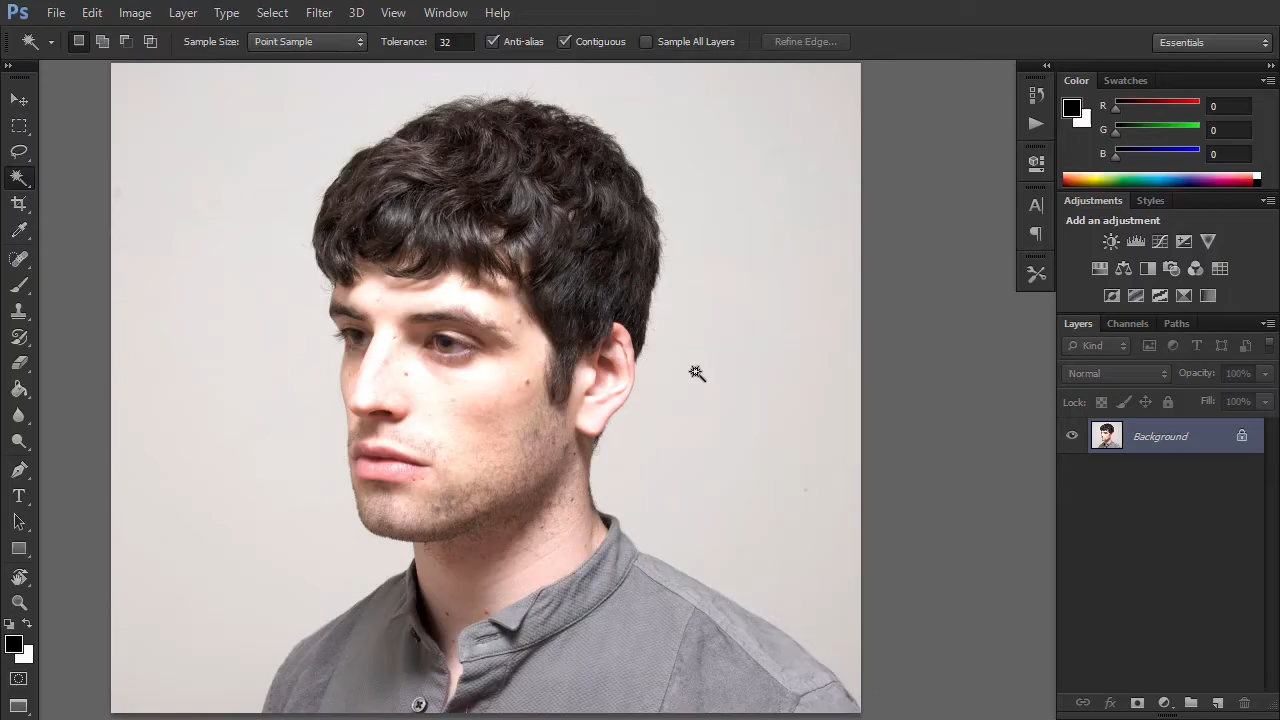 Ps File Edit Image Layer Type Select Filter 3D View Window Help
Sample Size: Point Sample Tolerance: 32 Anti-alias Contiguous Sample All Layers Refine Edge... Essentials
Color Swatches
R 0
G 0
B 0
Adjustments Styles
Add an adjustment
Layers Channels Paths
Kind
Normal Opacity: 100%
Lock: Fill: 100%
Background